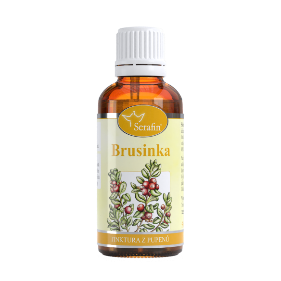 Serafin
Brusinka
TINKTURA Z PUPENŮ